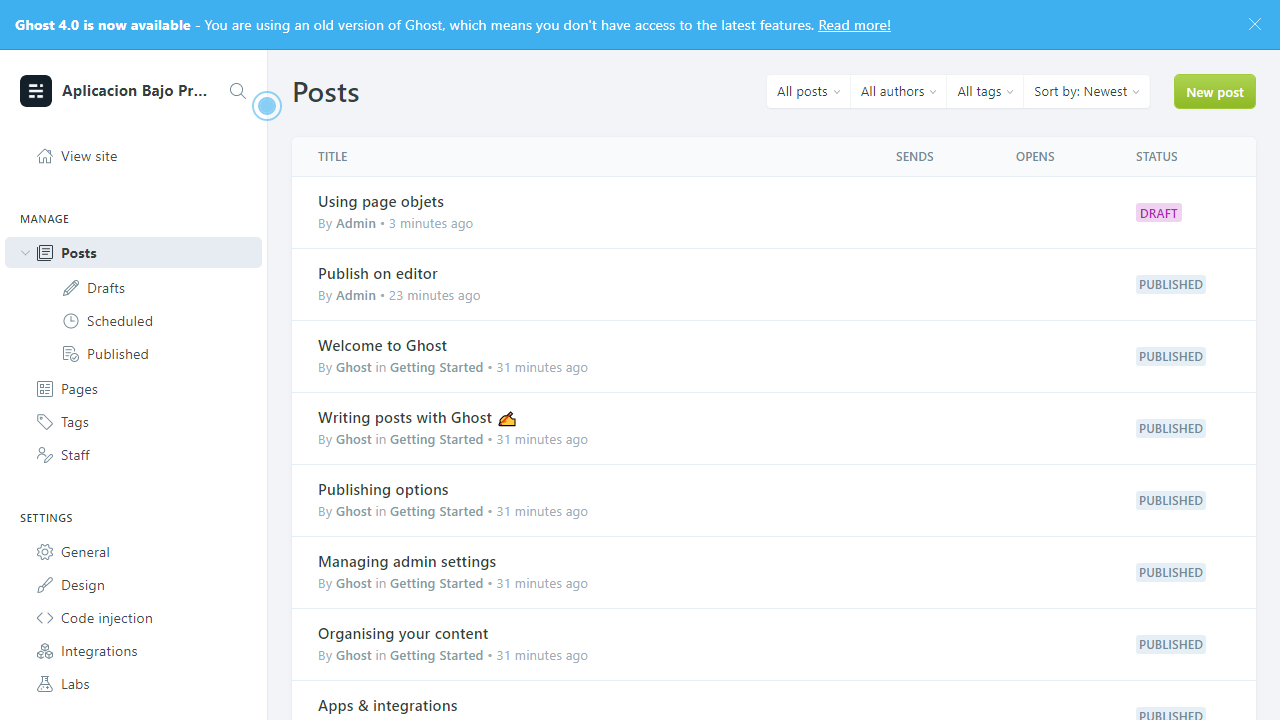 Ghost 4.0 is now available - You are using an old version of Ghost, which means you don't have access to the latest features. Read more!
Aplicacion Bajo Pr...
View site
MANAGE
Posts
Drafts
Scheduled
Published
Pages
Tags
Staff
SETTINGS
General
Design
Code injection
Integrations
Labs
Posts
All posts
All authors
All tags
Sort by: Newest
New post
TITLE SENDS OPENS STATUS
Using page objets
By Admin • 3 minutes ago
DRAFT
Publish on editor
By Admin • 23 minutes ago
PUBLISHED
Welcome to Ghost
By Ghost in Getting Started • 31 minutes ago
PUBLISHED
Writing posts with Ghost ✍️
By Ghost in Getting Started • 31 minutes ago
PUBLISHED
Publishing options
By Ghost in Getting Started • 31 minutes ago
PUBLISHED
Managing admin settings
By Ghost in Getting Started • 31 minutes ago
PUBLISHED
Organising your content
By Ghost in Getting Started • 31 minutes ago
PUBLISHED
Apps & integrations
PUBLISHED